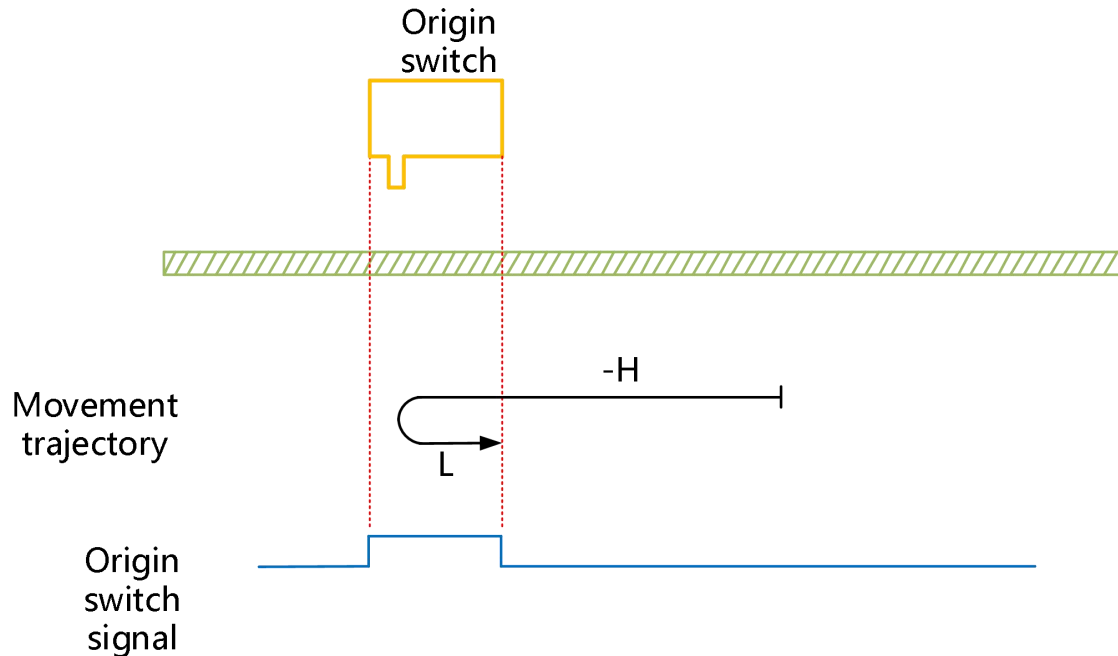 Origin
switch
-H
Movement
trajectory
L
Origin
switch
signal